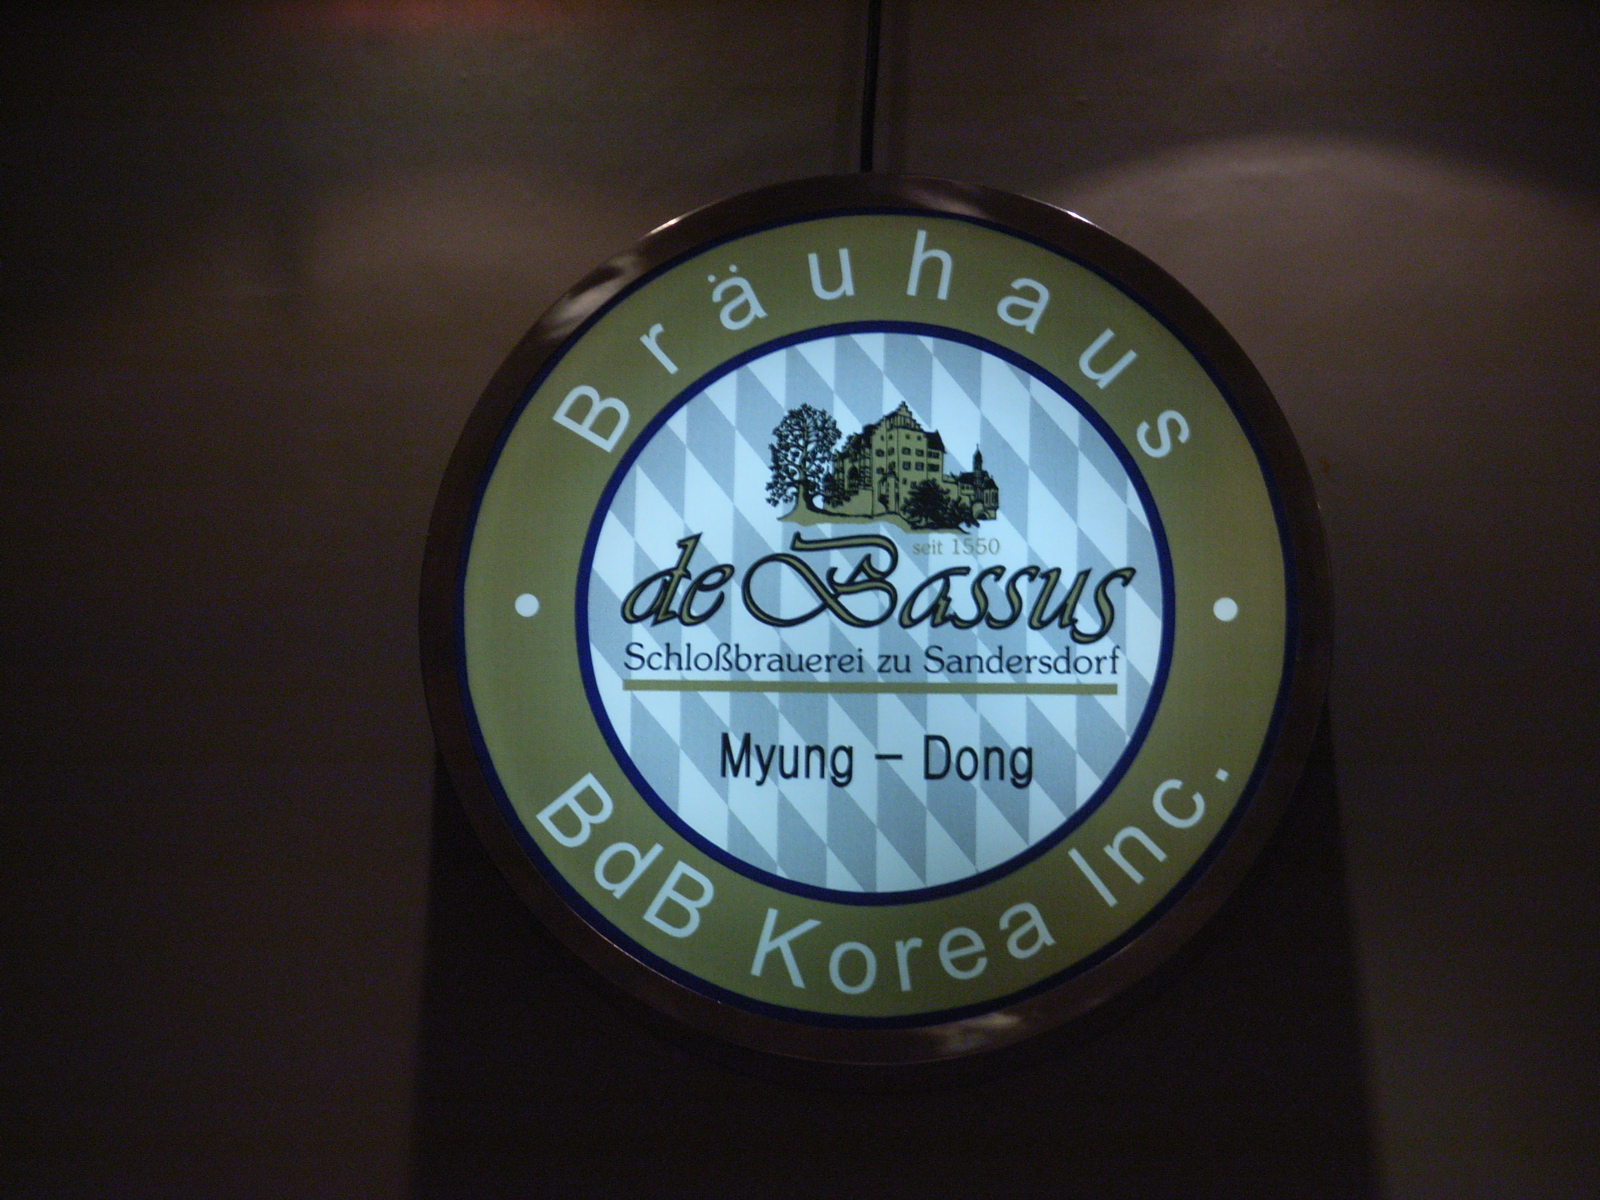 Bräuhaus
seit 1550
de Bassus
Schloßbrauerei zu Sandersdorf
Myung - Dong
BdB Korea Inc.